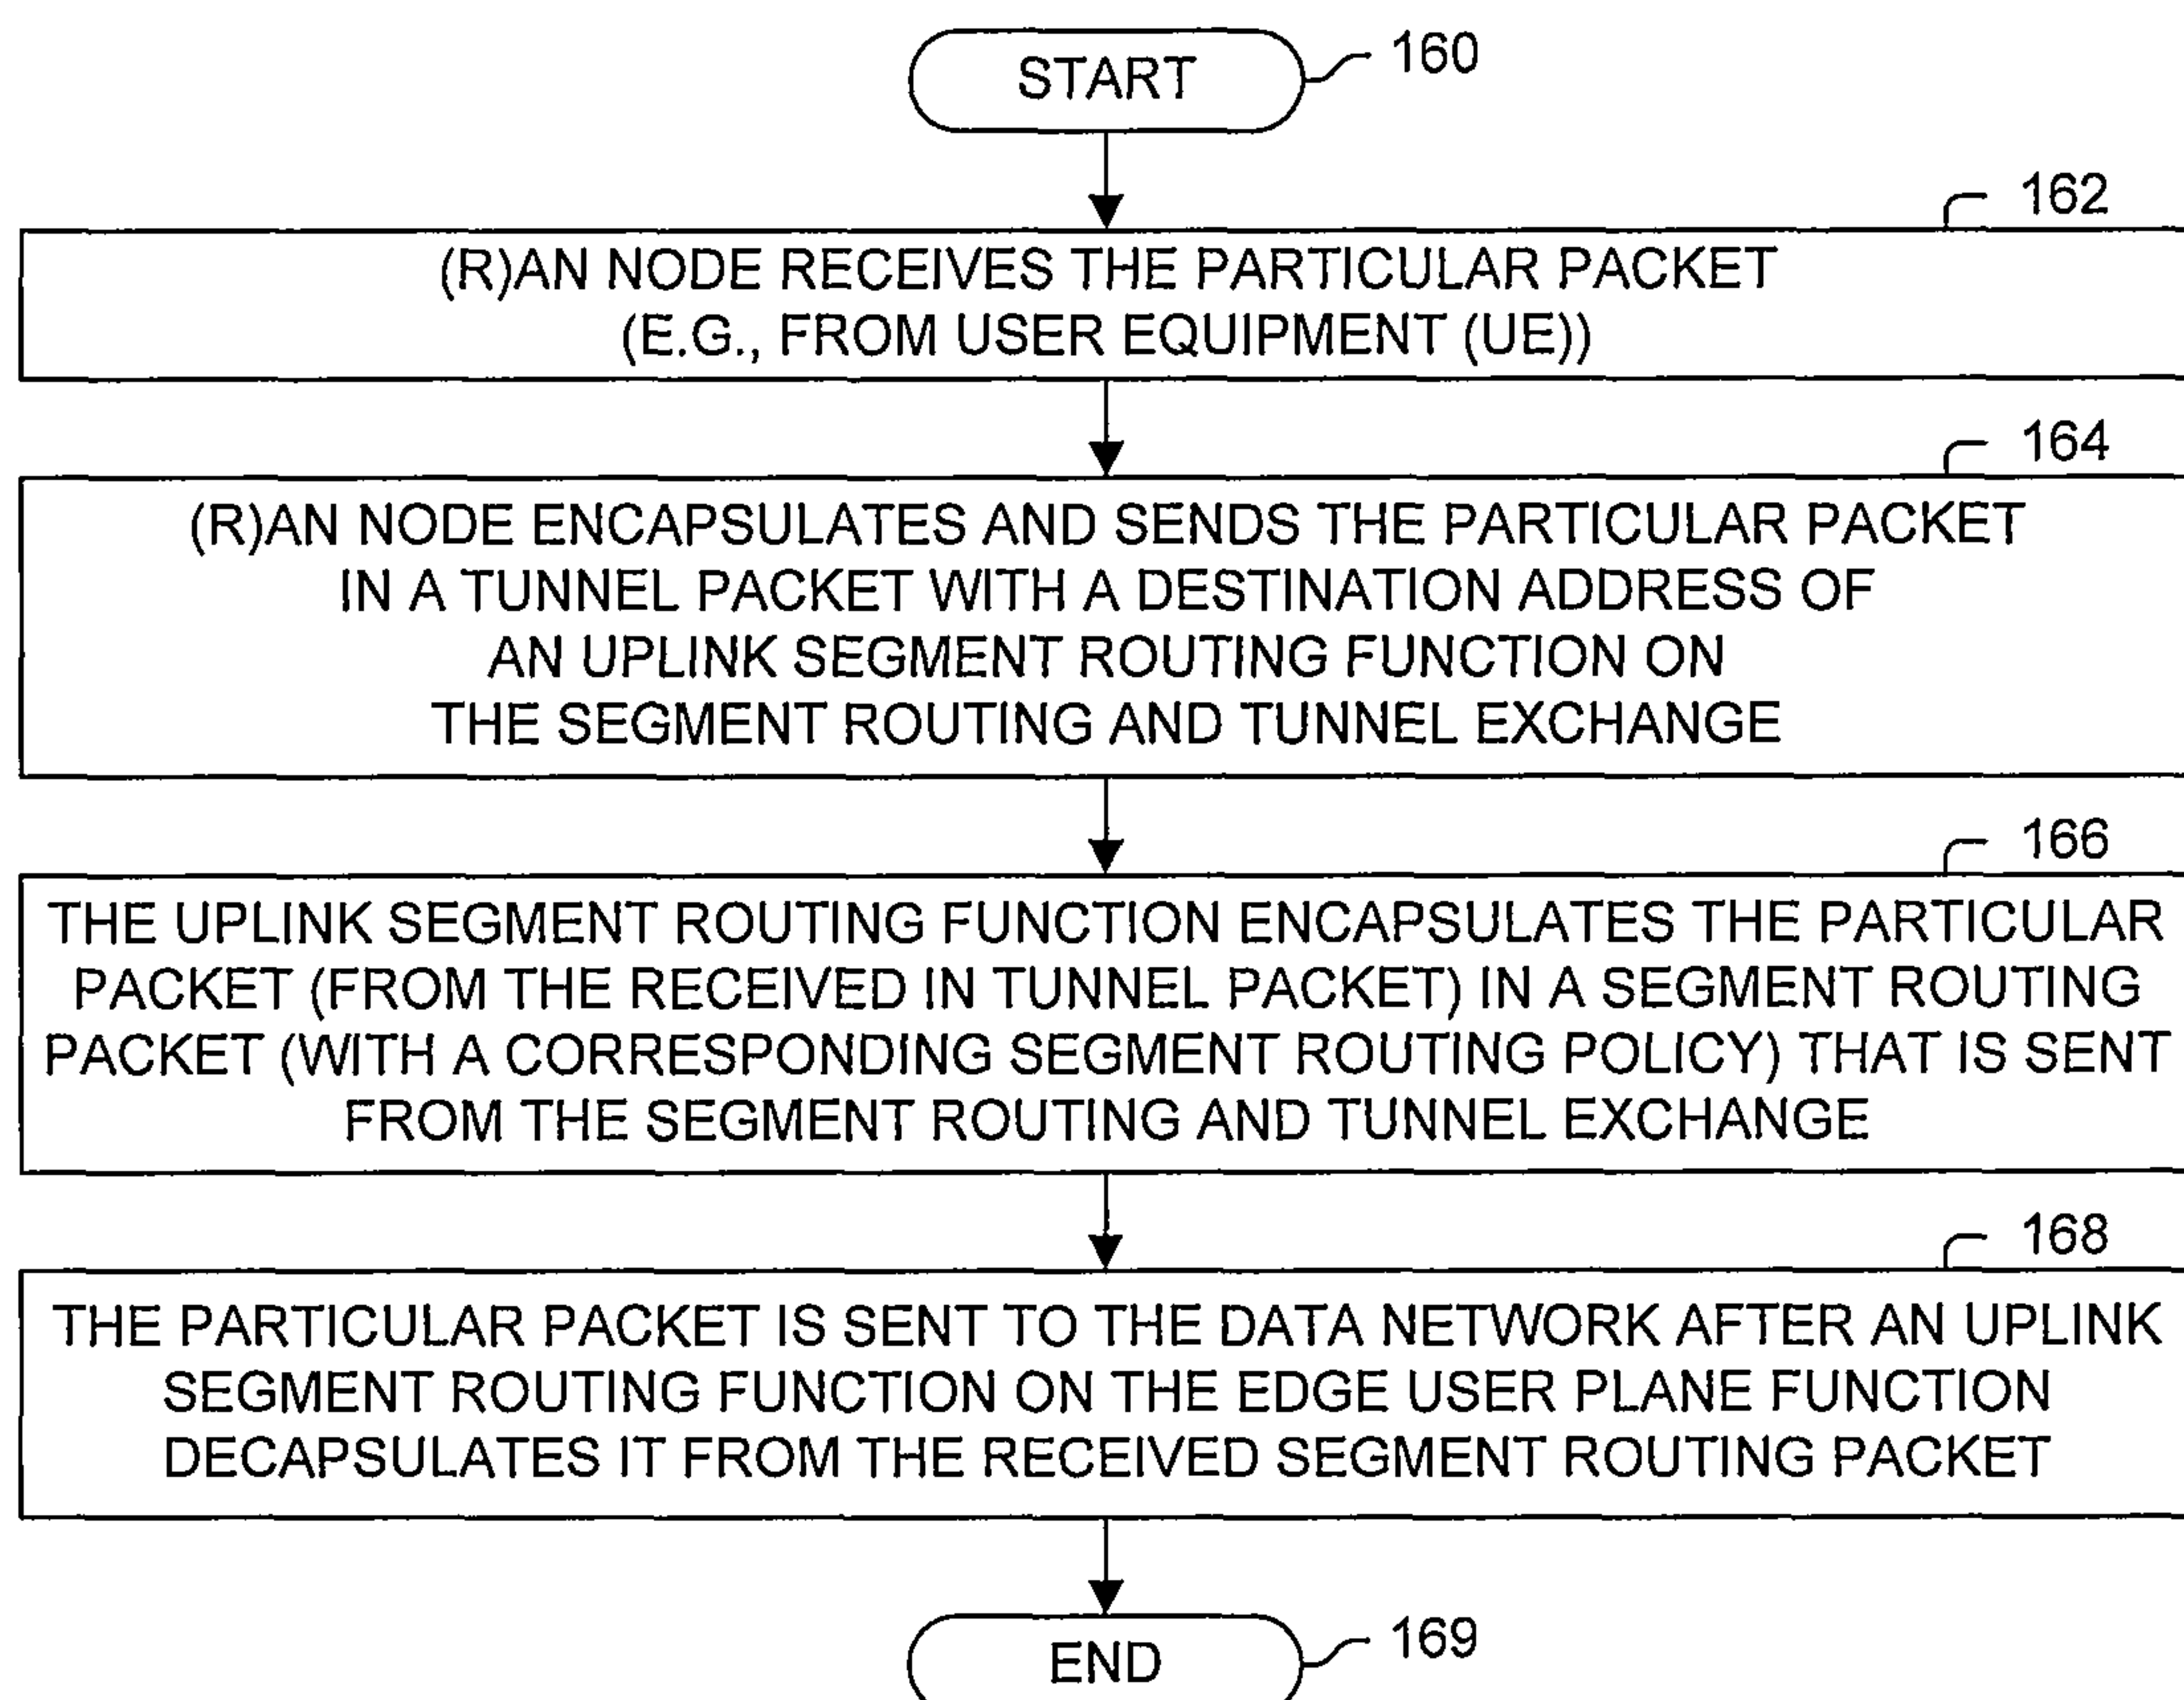 START
160
162
(R)AN NODE RECEIVES THE PARTICULAR PACKET
(E.G., FROM USER EQUIPMENT (UE))
164
(R)AN NODE ENCAPSULATES AND SENDS THE PARTICULAR PACKET
IN A TUNNEL PACKET WITH A DESTINATION ADDRESS OF
AN UPLINK SEGMENT ROUTING FUNCTION ON
THE SEGMENT ROUTING AND TUNNEL EXCHANGE
166
THE UPLINK SEGMENT ROUTING FUNCTION ENCAPSULATES THE PARTICULAR
PACKET (FROM THE RECEIVED IN TUNNEL PACKET) IN A SEGMENT ROUTING
PACKET (WITH A CORRESPONDING SEGMENT ROUTING POLICY) THAT IS SENT
FROM THE SEGMENT ROUTING AND TUNNEL EXCHANGE
168
THE PARTICULAR PACKET IS SENT TO THE DATA NETWORK AFTER AN UPLINK
SEGMENT ROUTING FUNCTION ON THE EDGE USER PLANE FUNCTION
DECAPSULATES IT FROM THE RECEIVED SEGMENT ROUTING PACKET
END
169